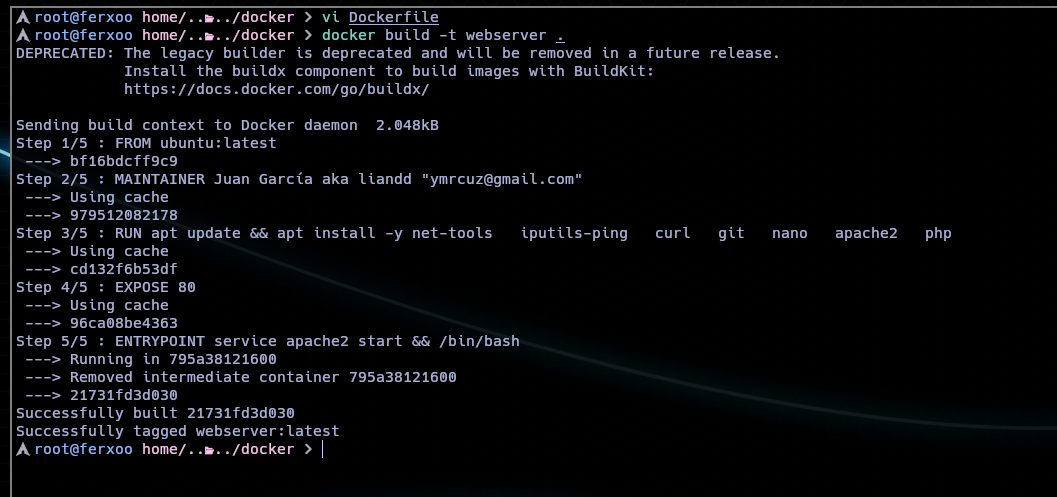 root@ferxoo home/../../docker > vi Dockerfile
root@ferxoo home/../../docker > docker build -t webserver .
DEPRECATED: The legacy builder is deprecated and will be removed in a future release.
Install the buildx component to build images with BuildKit:
https://docs.docker.com/go/buildx/
Sending build context to Docker daemon  2.048kB
Step 1/5 : FROM ubuntu:latest
---> bf16bdcff9c9
Step 2/5 : MAINTAINER Juan García aka liandd "ymrcuz@gmail.com"
---> Using cache
---> 979512082178
Step 3/5 : RUN apt update && apt install -y net-tools   iputils-ping   curl   git   nano   apache2   php
---> Using cache
---> cd132f6b53df
Step 4/5 : EXPOSE 80
---> Using cache
---> 96ca08be4363
Step 5/5 : ENTRYPOINT service apache2 start && /bin/bash
---> Running in 795a38121600
---> Removed intermediate container 795a38121600
---> 21731fd3d030
Successfully built 21731fd3d030
Successfully tagged webserver:latest
root@ferxoo home/../../docker >